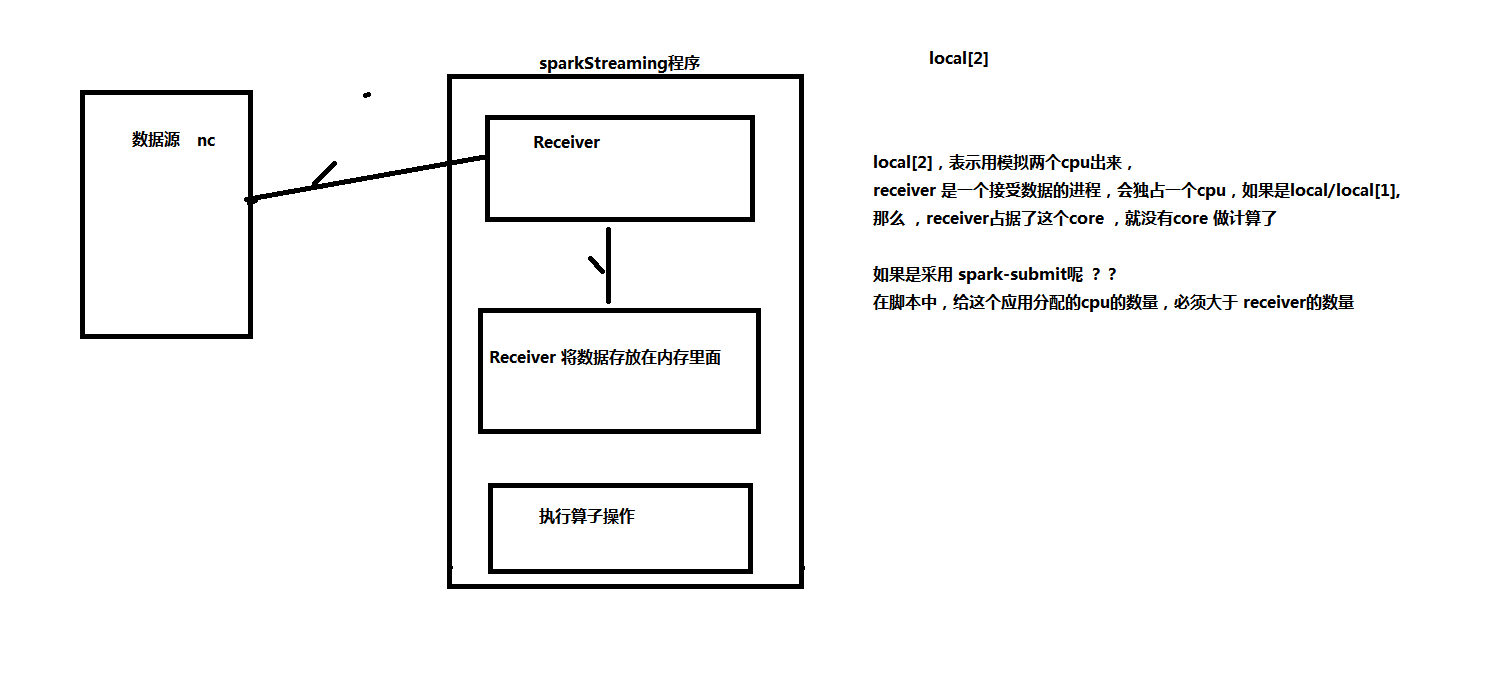 sparkStreaming程序
local[2]
数据源 nc
Receiver
Receiver 将数据存放在内存里面
执行算子操作
local[2]，表示用模拟两个cpu出来，
receiver 是一个接受数据的进程，会独占一个cpu，如果是local/local[1],
那么 ，receiver占据了这个core ，就没有core 做计算了
如果是采用 spark-submit呢 ？？
在脚本中，给这个应用分配的cpu的数量，必须大于 receiver的数量